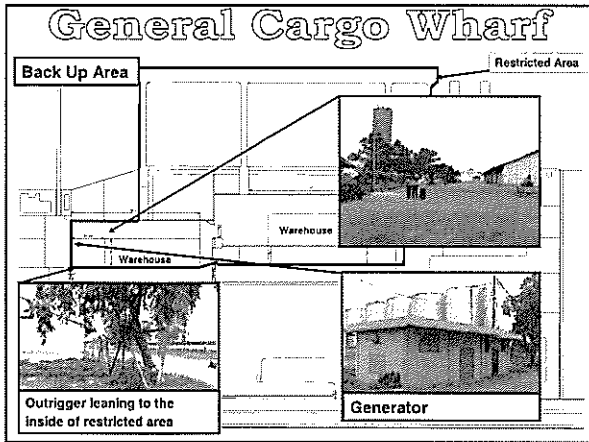 General Cargo Wharf
Back Up Area
Restricted Area
Warehouse
Warehouse
Outrigger leaning to the
inside of restricted area
Generator